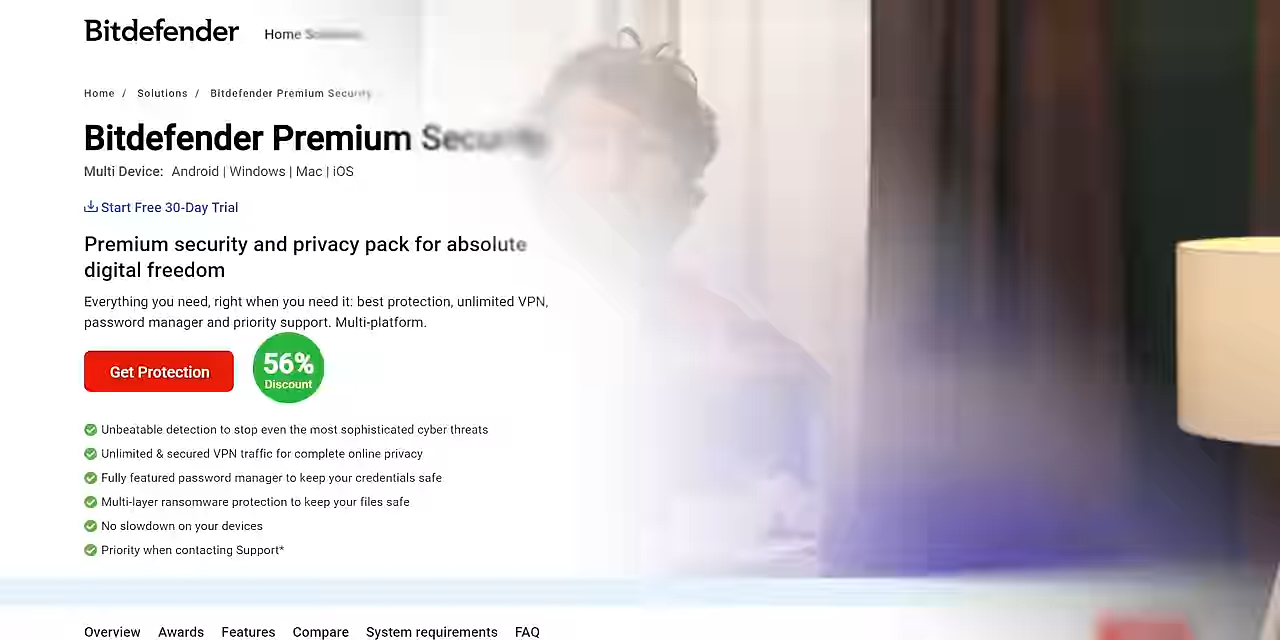 Bitdefender Home Solutions
Home / Solutions / Bitdefender Premium Security
Bitdefender Premium Security
Multi Device: Android | Windows | Mac | iOS
Start Free 30-Day Trial
Premium security and privacy pack for absolute
digital freedom
Everything you need, right when you need it: best protection, unlimited VPN,
password manager and priority support. Multi-platform.
Get Protection
56%
Discount
Unbeatable detection to stop even the most sophisticated cyber threats
Unlimited & secured VPN traffic for complete online privacy
Fully featured password manager to keep your credentials safe
Multi-layer ransomware protection to keep your files safe
No slowdown on your devices
Priority when contacting Support*
Overview Awards Features Compare System requirements FAQ